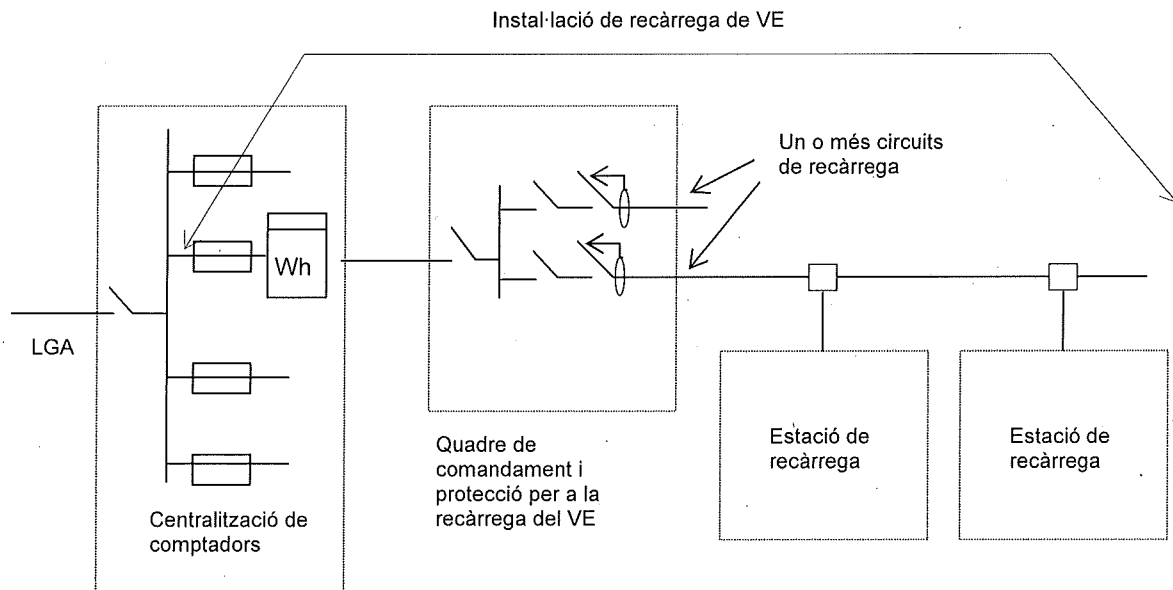 Instal·lació de recàrrega de VE
Un o més circuits
de recàrrega
Wh
LGA
Estació de
recàrrega
Estació de
recàrrega
Quadre de
comandament i
protecció per a la
recàrrega del VE
Centralització de
comptadors